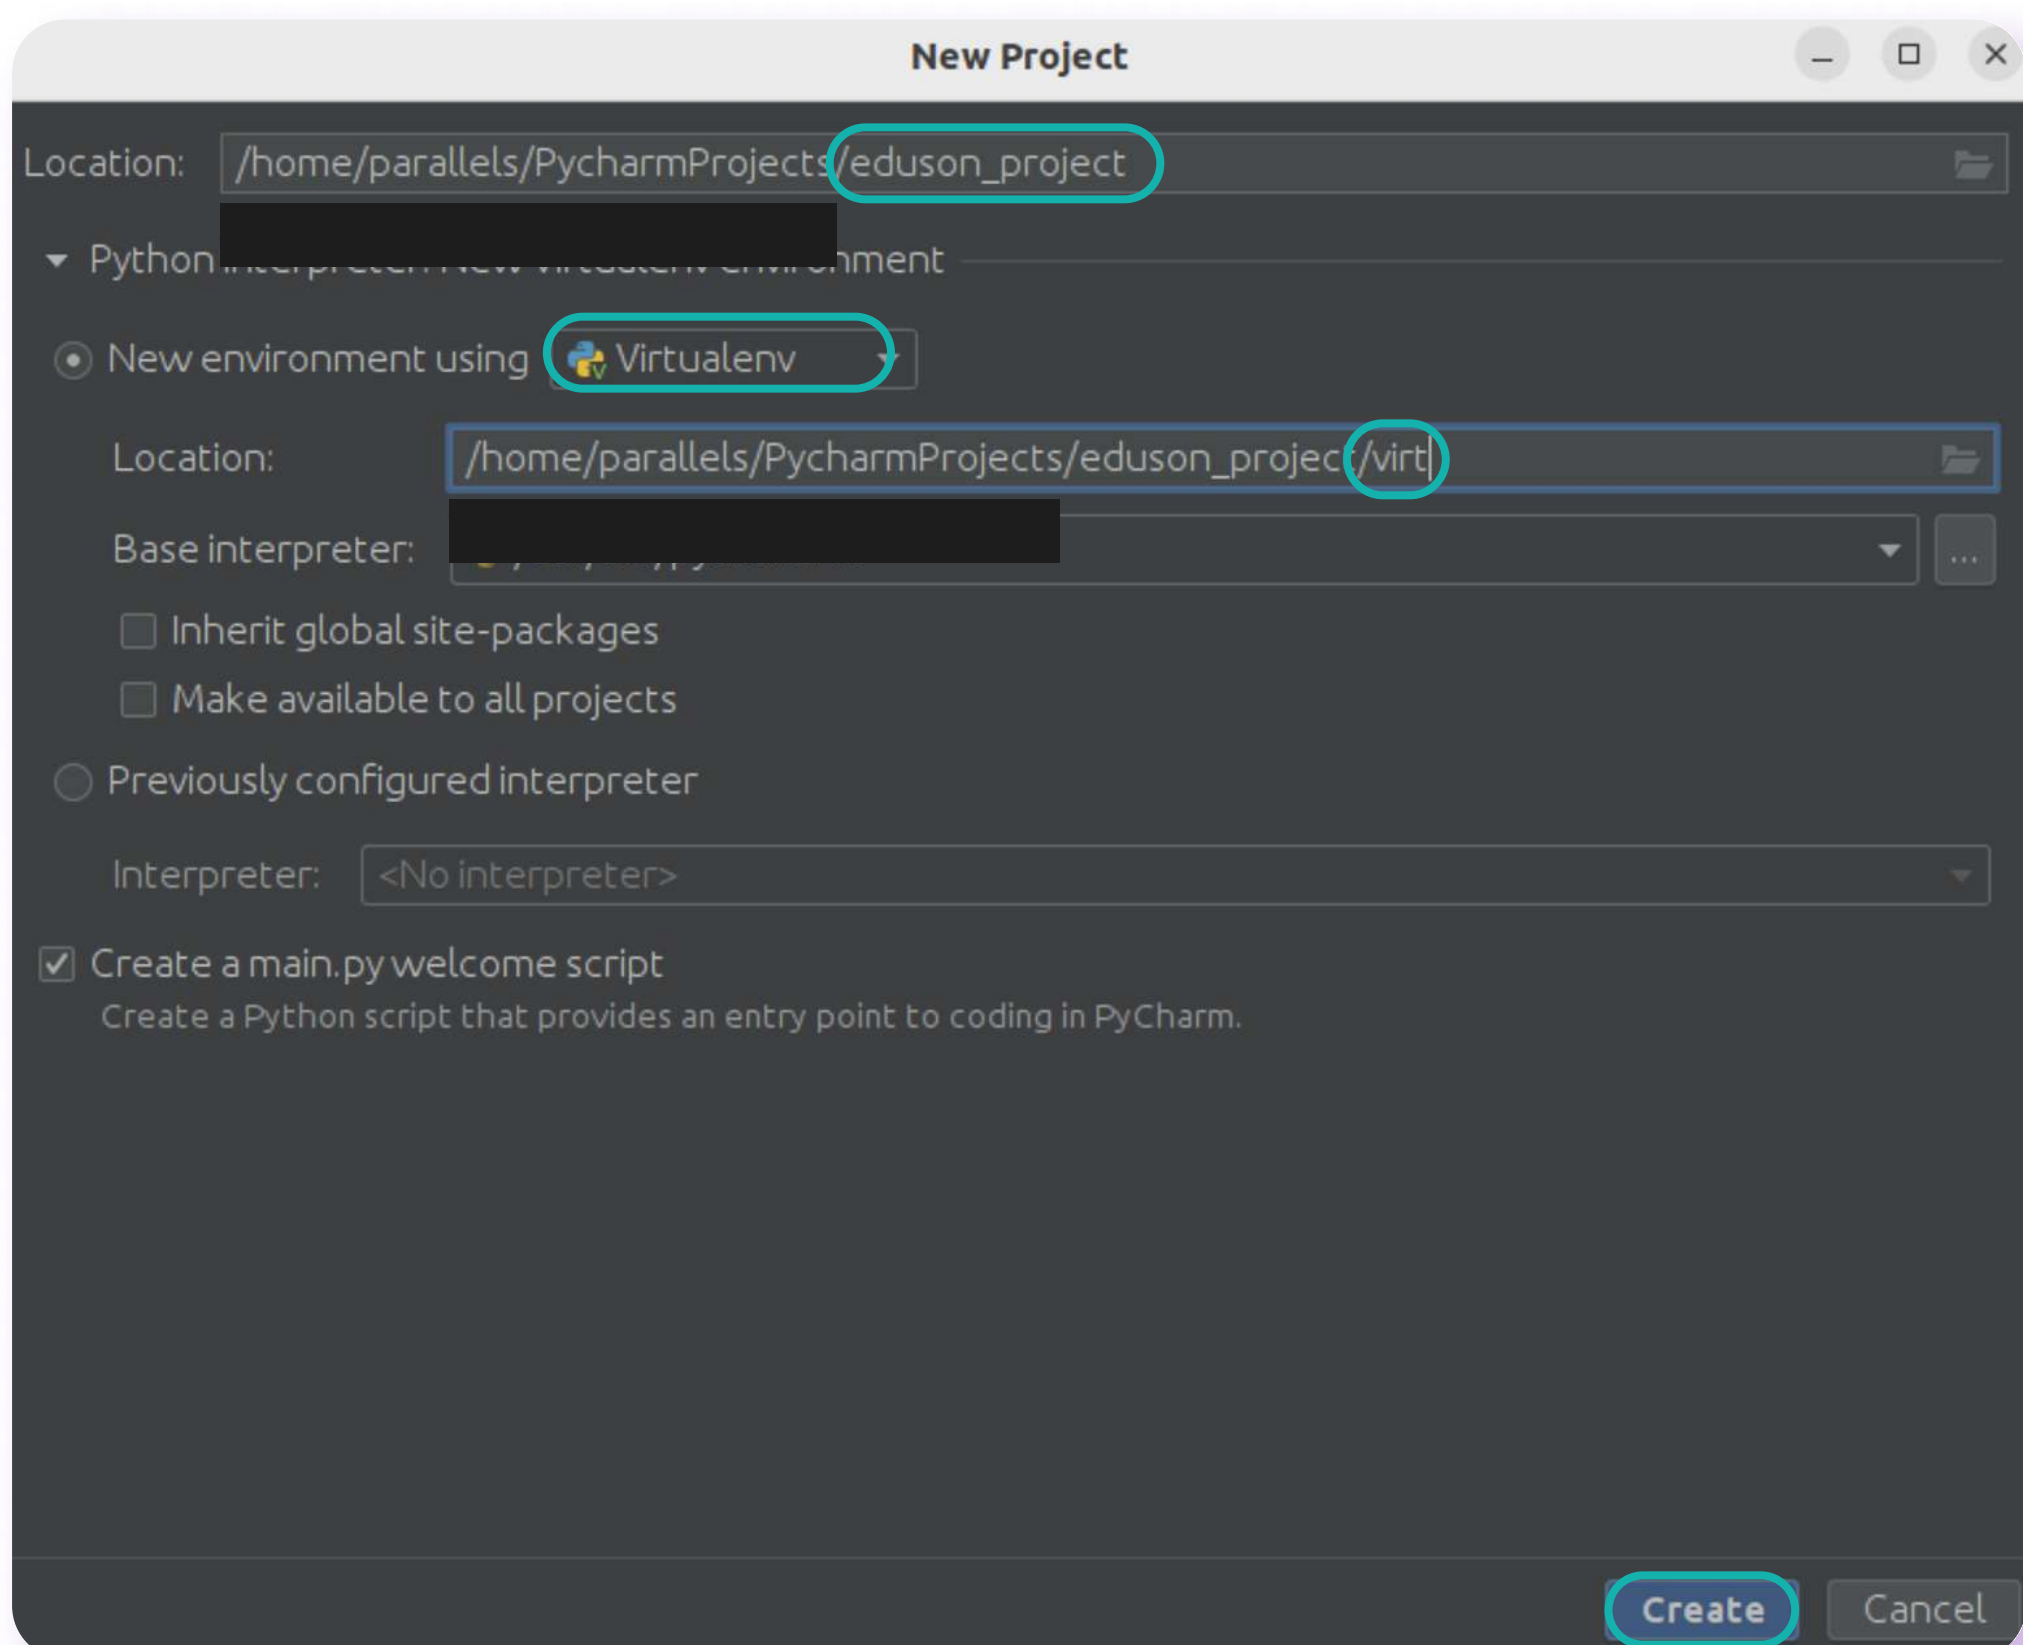 New Project
Location: /home/parallels/PycharmProjects/eduson_project
Python nment
New environment using Virtualenv
Location: /home/parallels/PycharmProjects/eduson_project/virt
Base interpreter:
...
Inherit global site-packages
Make available to all projects
Previously configured interpreter
Interpreter: <No interpreter>
Create a main.py welcome script
Create a Python script that provides an entry point to coding in PyCharm.
Create Cancel